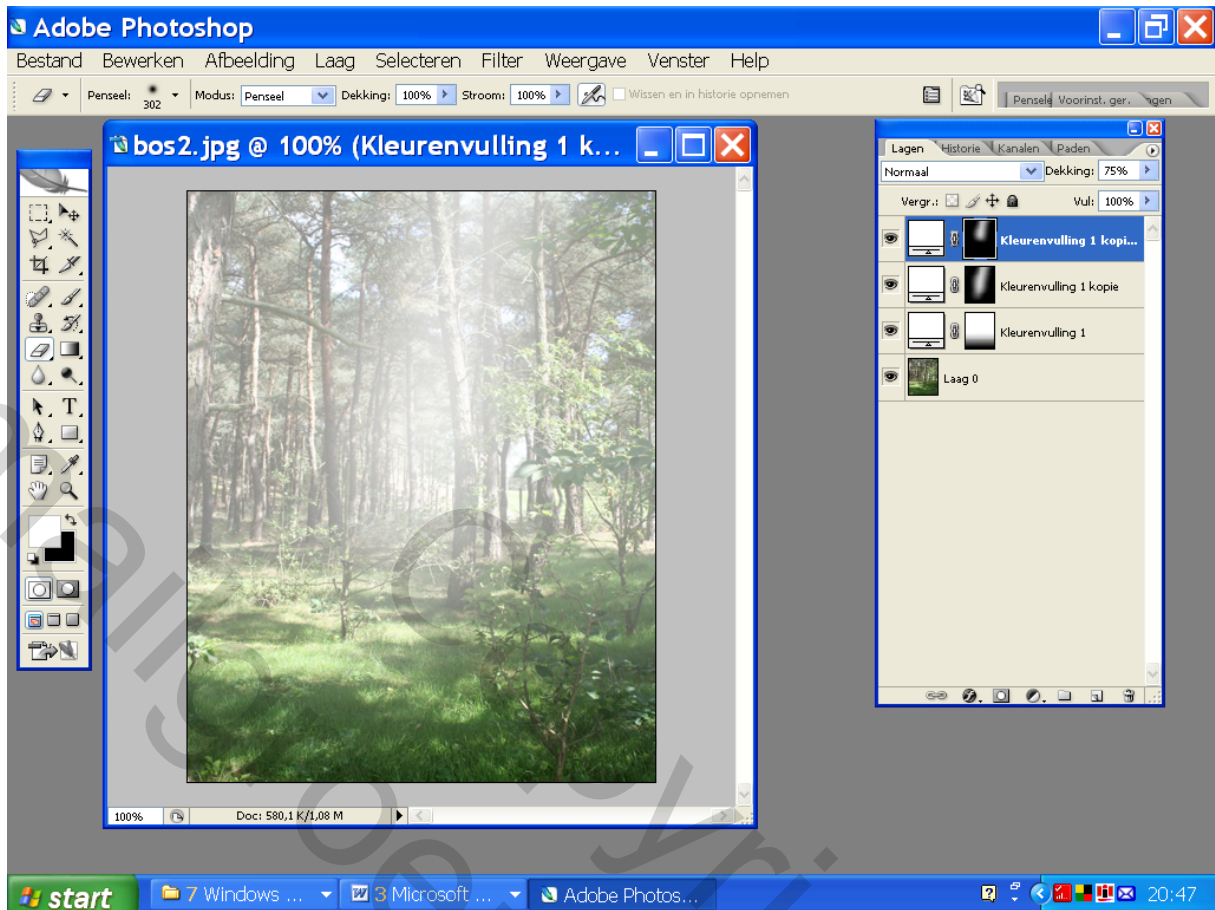 Adobe Photoshop
Bestand Bewerken Afbeelding Laag Selecteren Filter Weergave Venster Help
Penseel: 302 Modus: Penseel Dekking: 100% Stroom: 100% Wissen en in historie opnemen
Pensele Voorinst. ger. agen
bos2.jpg @ 100% (Kleurenvulling 1 k...
Lagen Historie Kanalen Paden
Normaal Dekking: 75%
Vergr.: Vul: 100%
Kleurenvulling 1 kopi...
Kleurenvulling 1 kopie
Kleurenvulling 1
Laag 0
T
100% Doc: 580,1 K/1,08 M
start 7 Windows ... 3 Microsoft ... Adobe Photos... 20:47